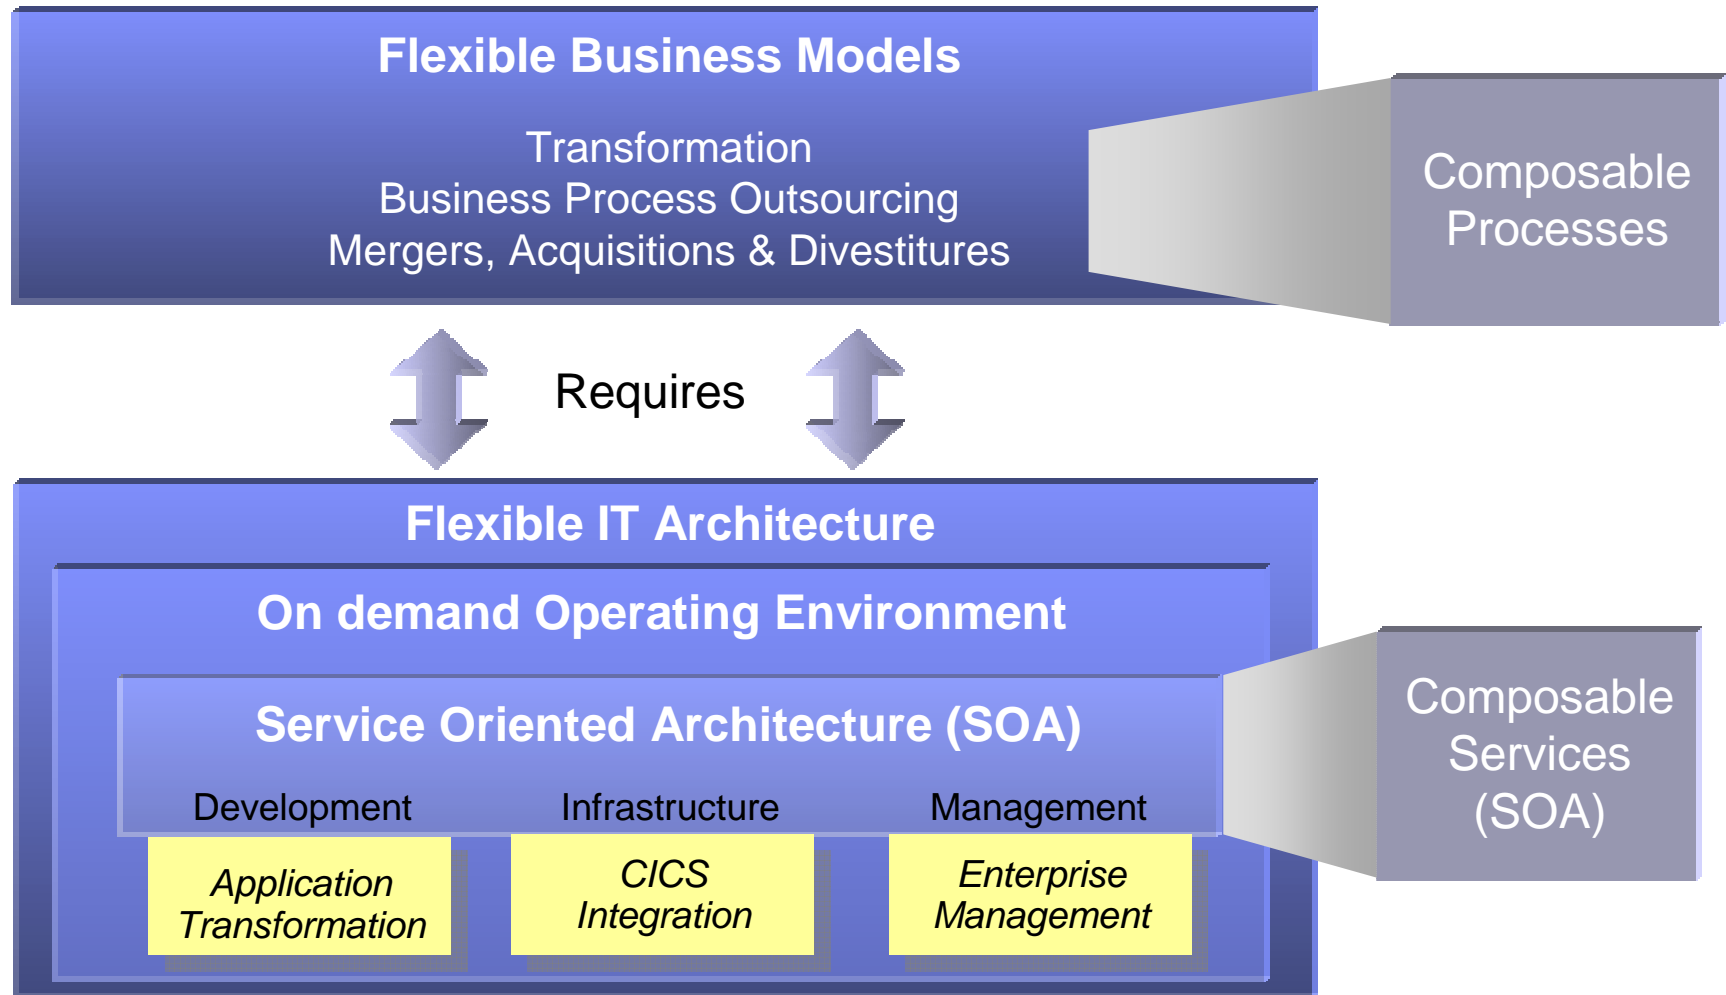 Flexible Business Models
Transformation
Business Process Outsourcing
Mergers, Acquisitions & Divestitures
Composable
Processes
Requires
Flexible IT Architecture
On demand Operating Environment
Service Oriented Architecture (SOA)
Development
Infrastructure
Management
Application
Transformation
CICS
Integration
Enterprise
Management
Composable
Services
(SOA)